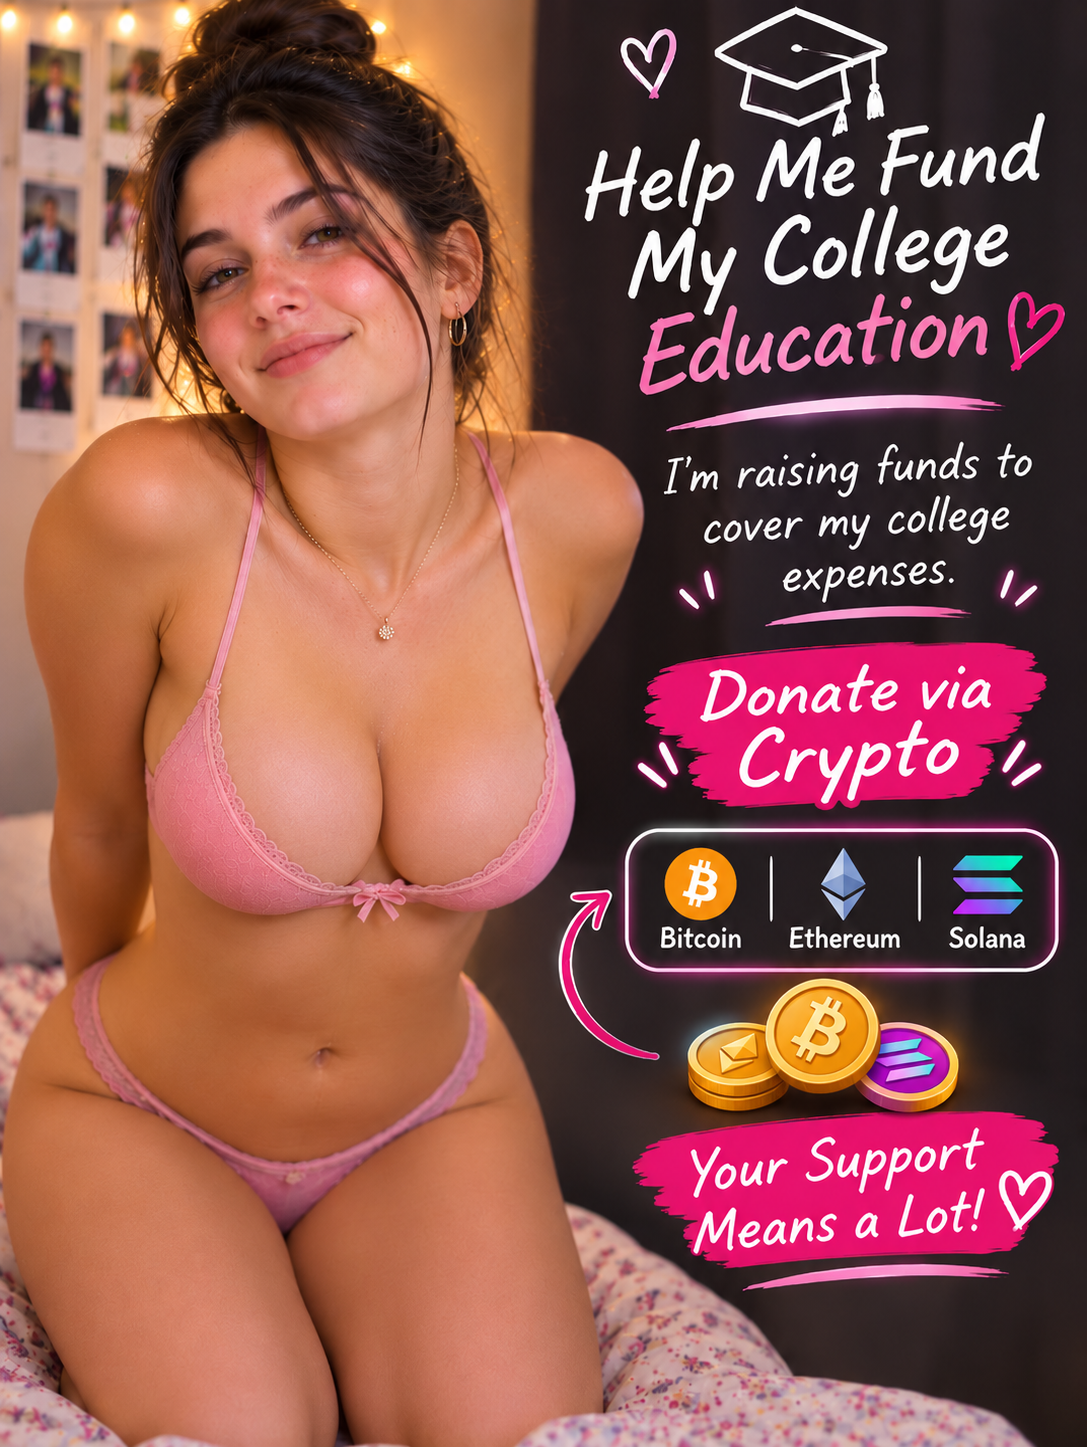 Help Me Fund
My College
Education
I'm raising funds to
cover my college
expenses.
Donate via
Crypto
Bitcoin
Ethereum
Solana
Your Support
Means a Lot!